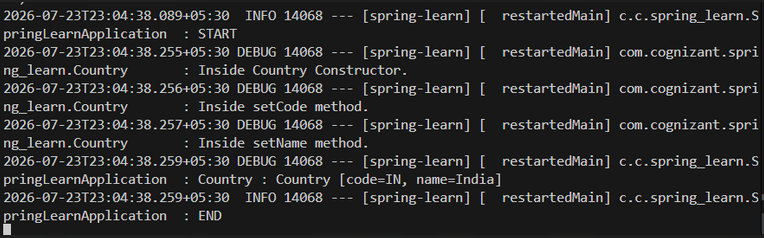 2026-07-23T23:04:38.089+05:30  INFO 14068 --- [spring-learn] [  restartedMain] c.c.spring_learn.S
pringLearnApplication  : START
2026-07-23T23:04:38.255+05:30 DEBUG 14068 --- [spring-learn] [  restartedMain] com.cognizant.spri
ng_learn.Country       : Inside Country Constructor.
2026-07-23T23:04:38.256+05:30 DEBUG 14068 --- [spring-learn] [  restartedMain] com.cognizant.spri
ng_learn.Country       : Inside setCode method.
2026-07-23T23:04:38.257+05:30 DEBUG 14068 --- [spring-learn] [  restartedMain] com.cognizant.spri
ng_learn.Country       : Inside setName method.
2026-07-23T23:04:38.259+05:30 DEBUG 14068 --- [spring-learn] [  restartedMain] c.c.spring_learn.S
pringLearnApplication  : Country : Country [code=IN, name=India]
2026-07-23T23:04:38.259+05:30  INFO 14068 --- [spring-learn] [  restartedMain] c.c.spring_learn.S
pringLearnApplication  : END